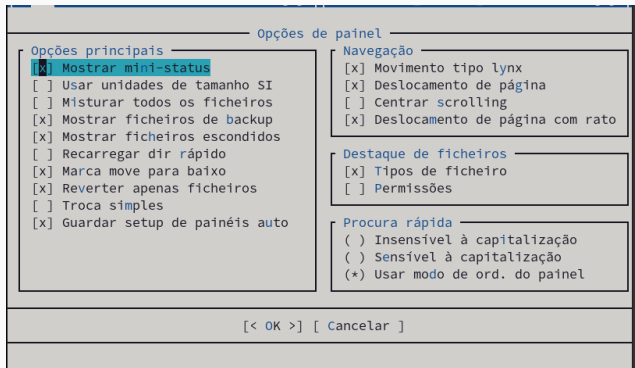 Opções de painel
Opções principais
[x] Mostrar mini-status
[ ] Usar unidades de tamanho SI
[ ] Misturar todos os ficheiros
[x] Mostrar ficheiros de backup
[x] Mostrar ficheiros escondidos
[ ] Recarregar dir rápido
[x] Marca move para baixo
[x] Reverter apenas ficheiros
[ ] Troca simples
[x] Guardar setup de painéis auto
Navegação
[x] Movimento tipo lynx
[x] Deslocamento de página
[ ] Centrar scrolling
[x] Deslocamento de página com rato
Destaque de ficheiros
[x] Tipos de ficheiro
[ ] Permissões
Procura rápida
( ) Insensível à capitalização
( ) Sensível à capitalização
(*) Usar modo de ord. do painel
[< OK >] [ Cancelar ]